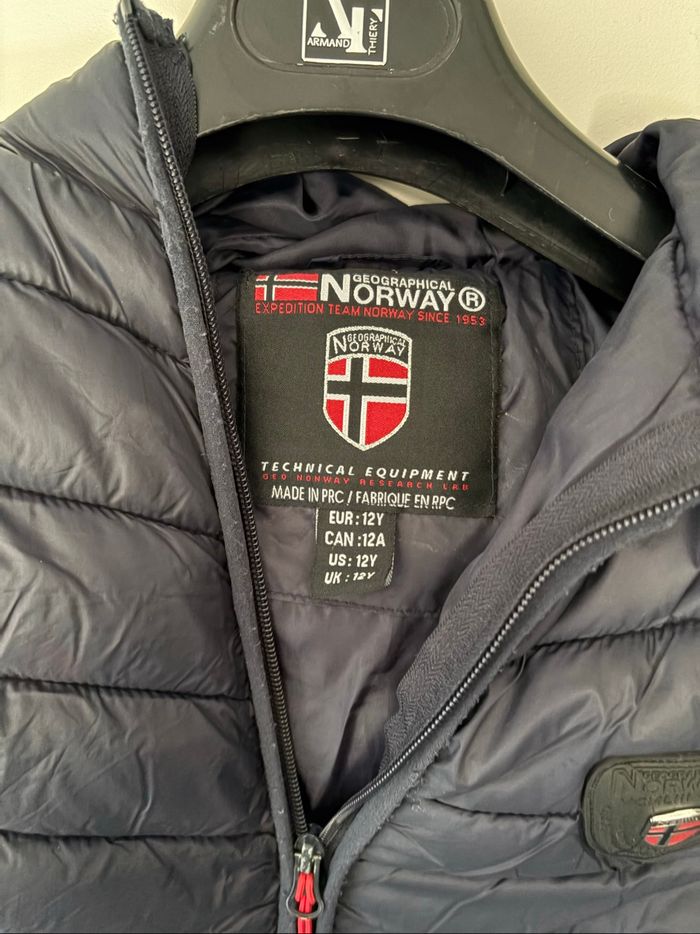 ARMAND
THIERY
GEOGRAPHICAL
NORWAY®
EXPEDITION TEAM NORWAY SINCE 1953
GEOGRAPHICAL
NORWAY
TECHNICAL EQUIPMENT
GEO NORWAY RESEARCH LAB
MADE IN PRC / FABRIQUE EN RPC
EUR : 12Y
CAN : 12A
US : 12Y
UK : 12Y
NORWAY